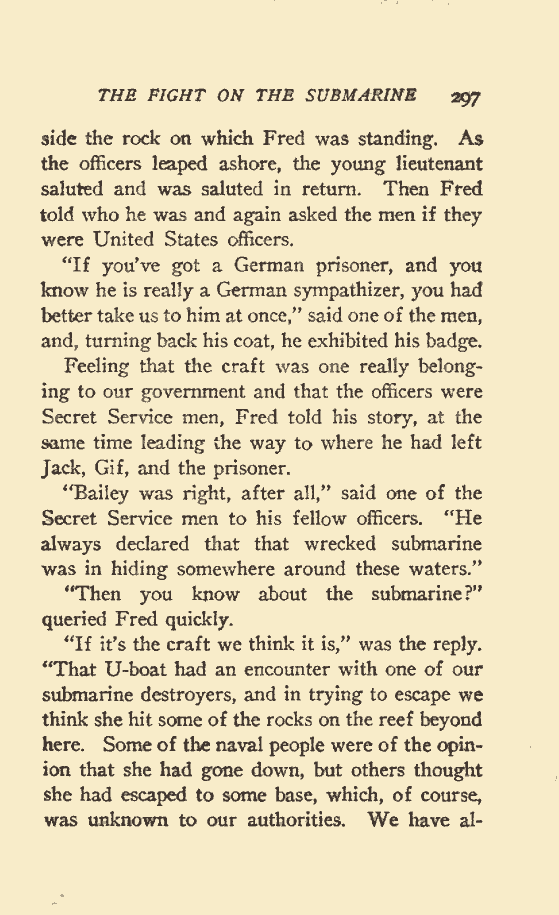 THE FIGHT ON THE SUBMARINE 297
side the rock on which Fred was standing. As
the officers leaped ashore, the young lieutenant
saluted and was saluted in return. Then Fred
told who he was and again asked the men if they
were United States officers.
"If you've got a German prisoner, and you
know he is really a German sympathizer, you had
better take us to him at once," said one of the men,
and, turning back his coat, he exhibited his badge.
Feeling that the craft was one really belong-
ing to our government and that the officers were
Secret Service men, Fred told his story, at the
same time leading the way to where he had left
Jack, Gif, and the prisoner.
"Bailey was right, after all," said one of the
Secret Service men to his fellow officers. "He
always declared that that wrecked submarine
was in hiding somewhere around these waters."
"Then you know about the submarine?"
queried Fred quickly.
"If it's the craft we think it is," was the reply.
"That U-boat had an encounter with one of our
submarine destroyers, and in trying to escape we
think she hit some of the rocks on the reef beyond
here. Some of the naval people were of the opin-
ion that she had gone down, but others thought
she had escaped to some base, which, of course,
was unknown to our authorities. We have al-